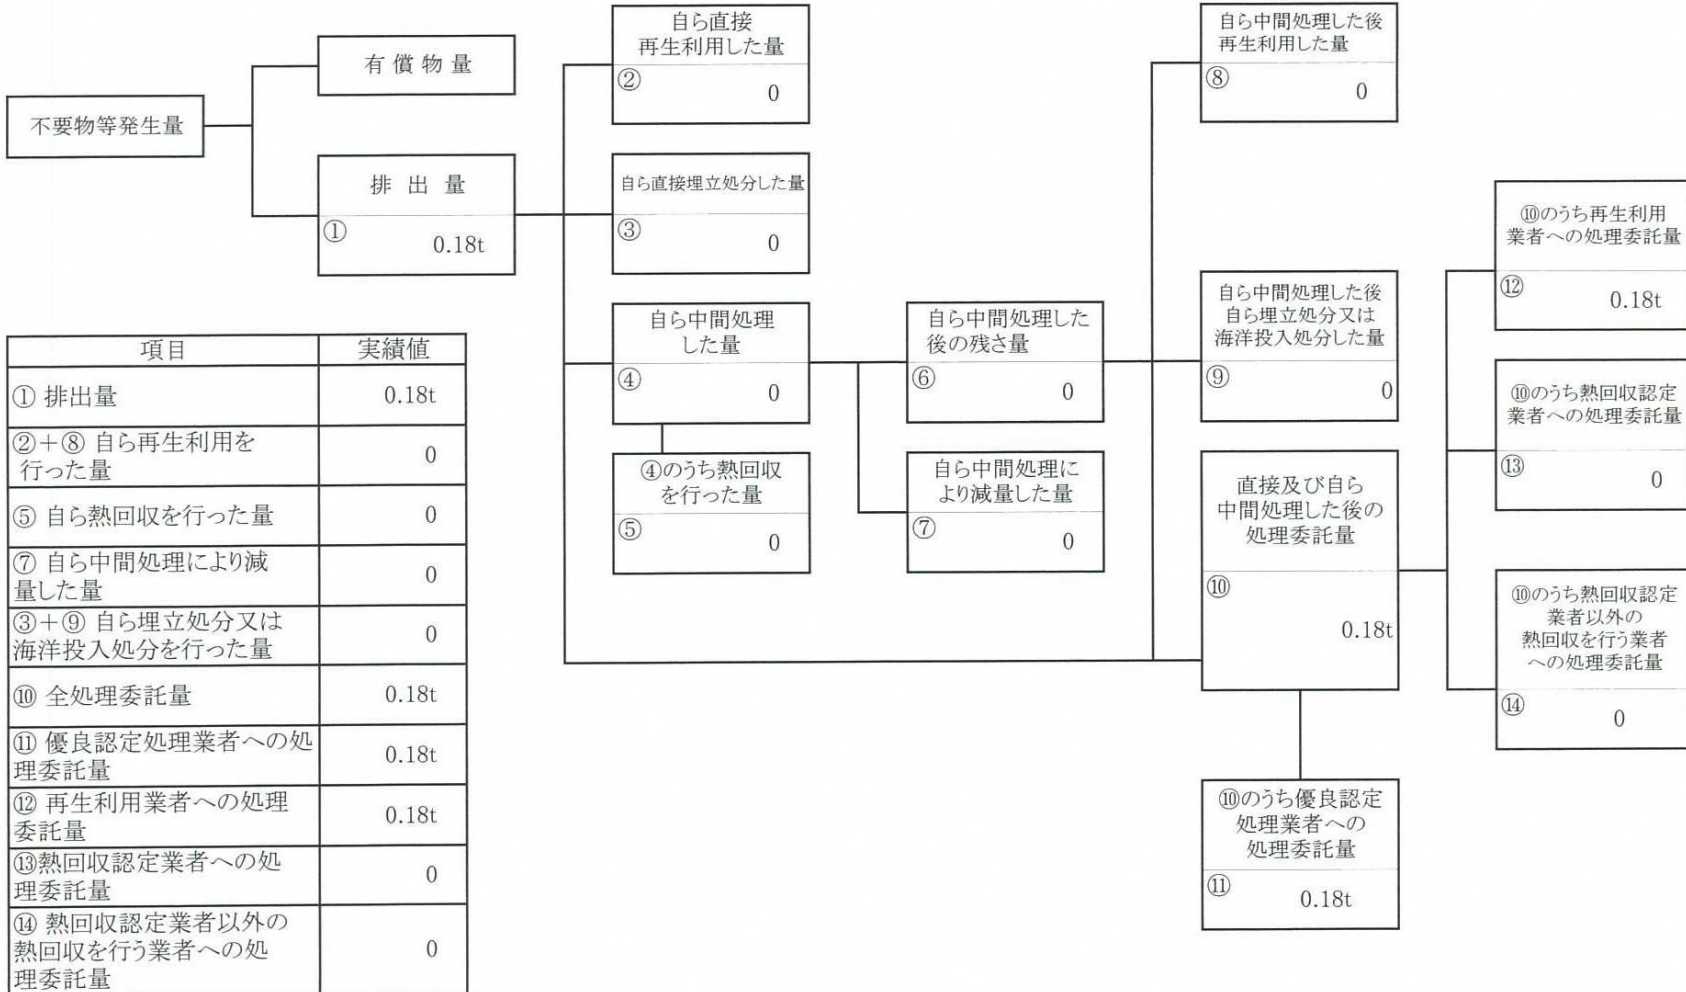 不要物等発生量
有償物量
排出量
①
0.18t
自ら直接
再生利用した量
②
0
自ら直接埋立処分した量
③
0
自ら中間処理
した量
④
0
④のうち熱回収
を行った量
⑤
0
自ら中間処理した
後の残さ量
⑥
0
自ら中間処理に
より減量した量
⑦
0
自ら中間処理した後
再生利用した量
⑧
0
自ら中間処理した後
自ら埋立処分又は
海洋投入処分した量
⑨
0
直接及び自ら
中間処理した後の
処理委託量
⑩
0.18t
⑩のうち優良認定
処理業者への
処理委託量
⑪
0.18t
⑩のうち再生利用
業者への処理委託量
⑫
0.18t
⑩のうち熱回収認定
業者への処理委託量
⑬
0
⑩のうち熱回収認定
業者以外の
熱回収を行う業者
への処理委託量
⑭
0
項目 実績値
① 排出量 0.18t
②＋⑧ 自ら再生利用を
行った量 0
⑤ 自ら熱回収を行った量 0
⑦ 自ら中間処理により減
量した量 0
③＋⑨ 自ら埋立処分又は
海洋投入処分を行った量 0
⑩ 全処理委託量 0.18t
⑪ 優良認定処理業者への処
理委託量 0.18t
⑫ 再生利用業者への処理
委託量 0.18t
⑬熱回収認定業者への処
理委託量 0
⑭ 熱回収認定業者以外の
熱回収を行う業者への処
理委託量 0